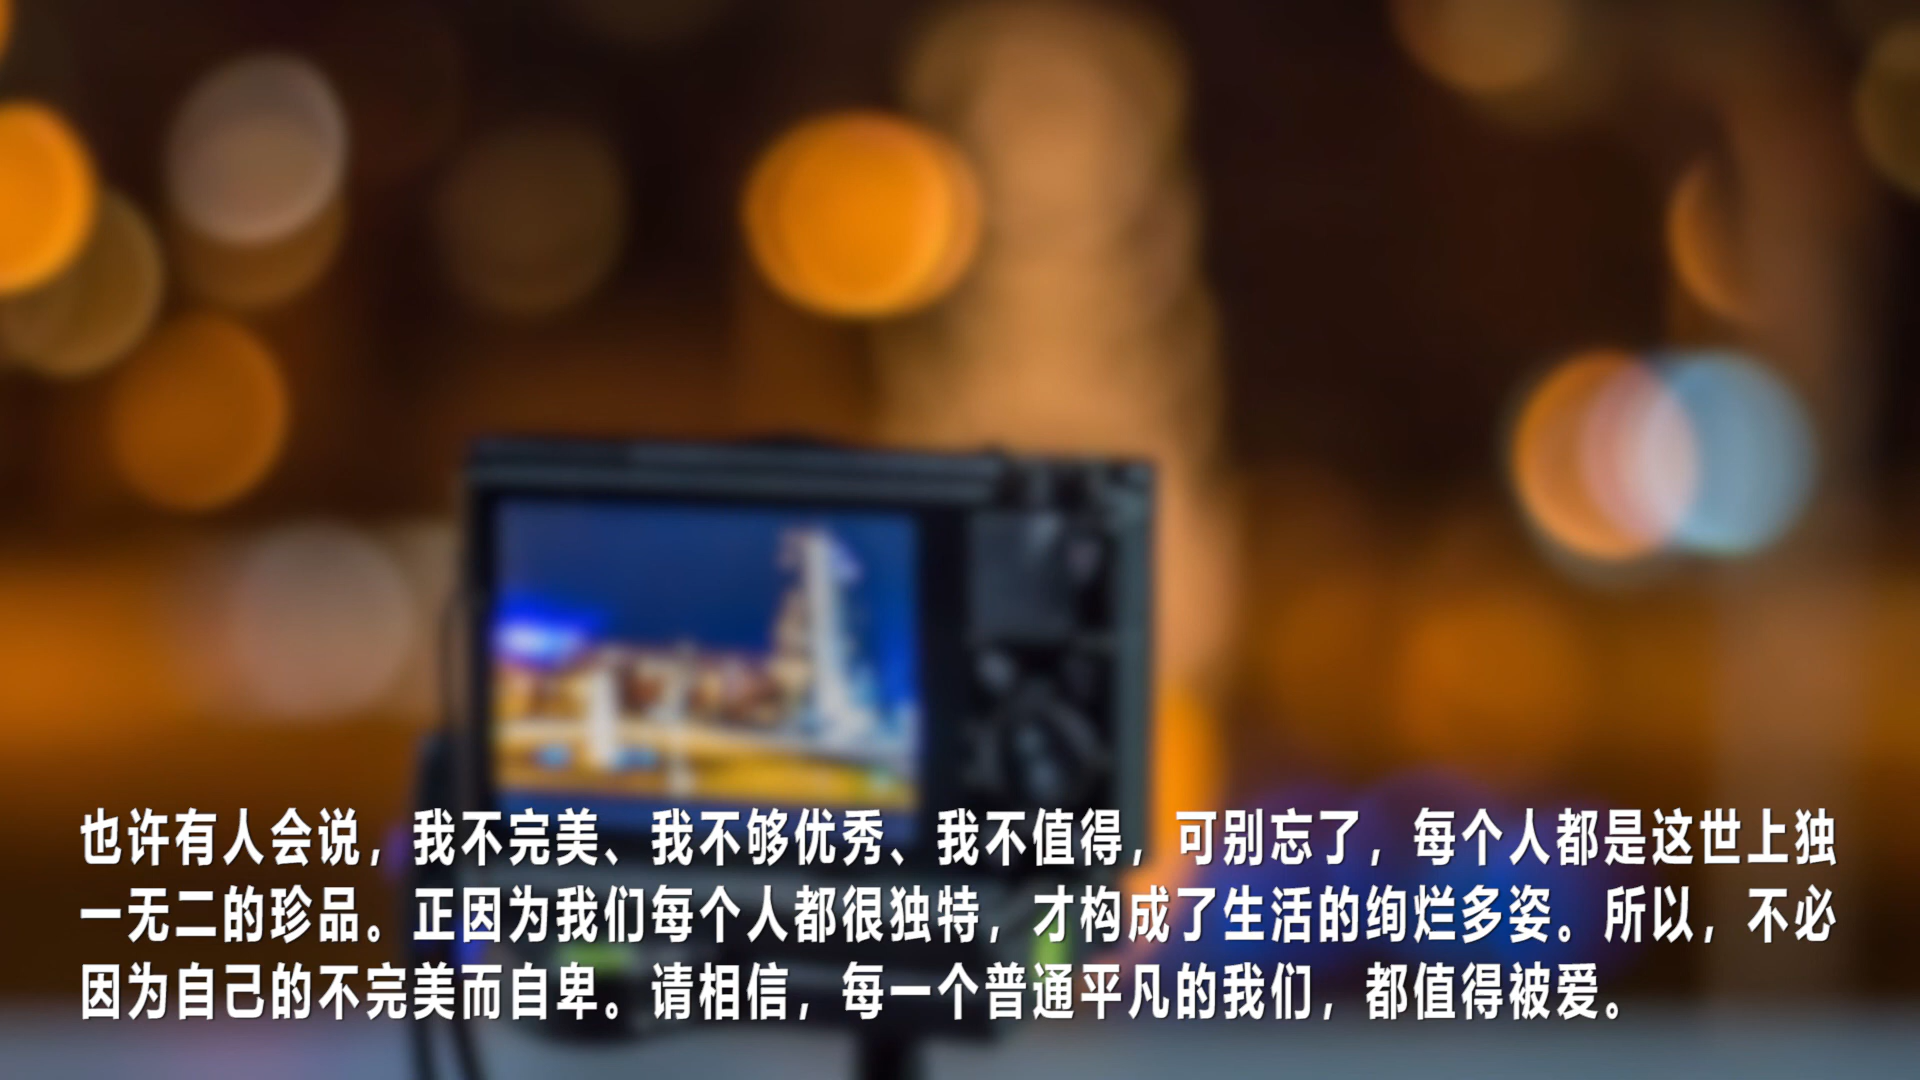 也许有人会说，我不完美、我不够优秀、我不值得，可别忘了，每个人都是这世上独
一无二的珍品。正因为我们每个人都很独特，才构成了生活的绚烂多姿。所以，不必
因为自己的不完美而自卑。请相信，每一个普通平凡的我们，都值得被爱。